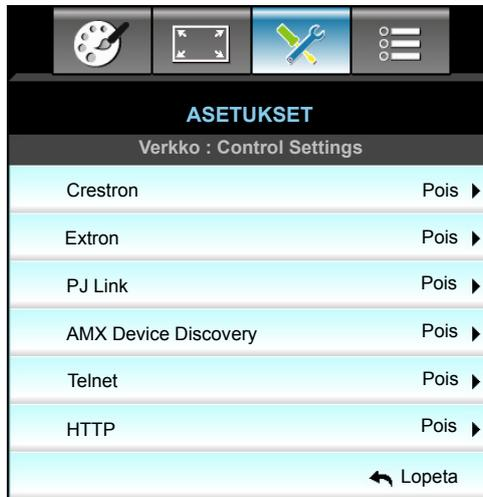 ASETUKSET
Verkko : Control Settings
Crestron Pois
Extron Pois
PJ Link Pois
AMX Device Discovery Pois
Telnet Pois
HTTP Pois
Lopeta